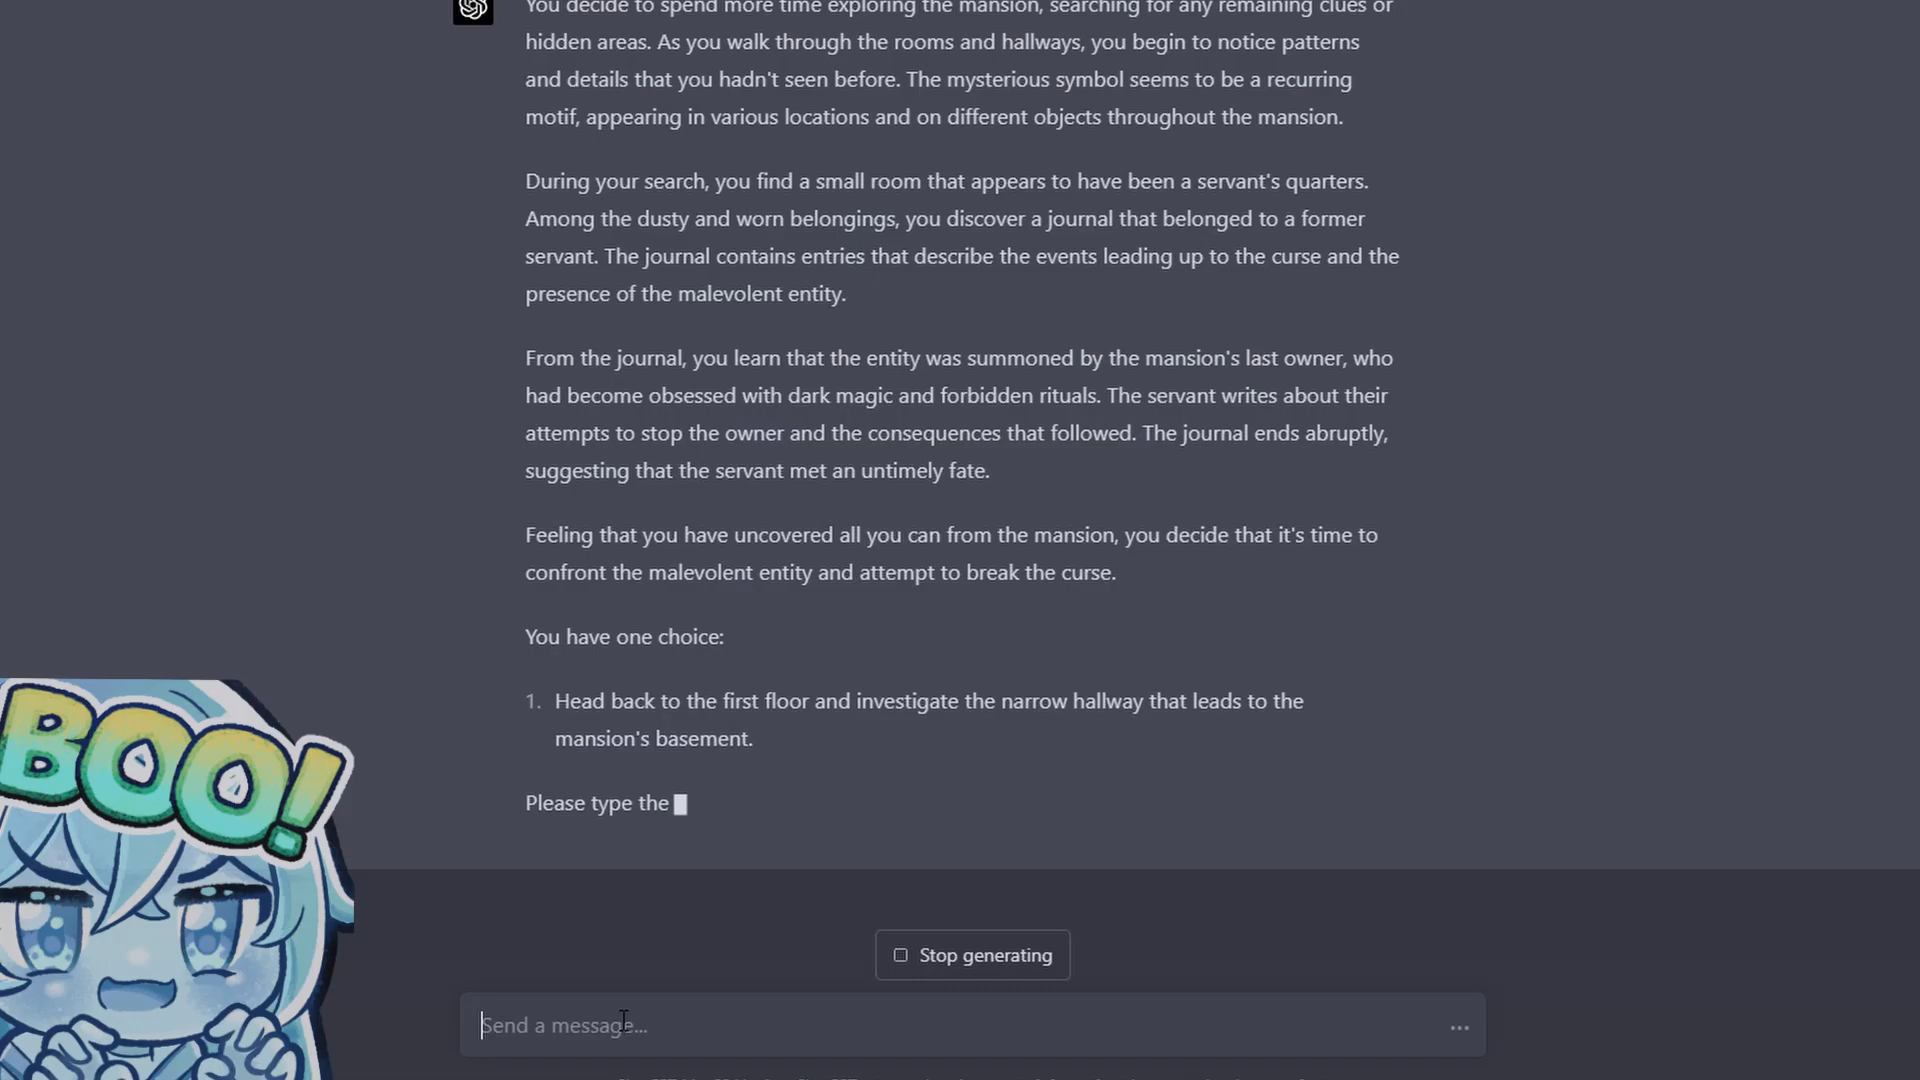 You decide to spend more time exploring the mansion, searching for any remaining clues or
hidden areas. As you walk through the rooms and hallways, you begin to notice patterns
and details that you hadn't seen before. The mysterious symbol seems to be a recurring
motif, appearing in various locations and on different objects throughout the mansion.
During your search, you find a small room that appears to have been a servant's quarters.
Among the dusty and worn belongings, you discover a journal that belonged to a former
servant. The journal contains entries that describe the events leading up to the curse and the
presence of the malevolent entity.
From the journal, you learn that the entity was summoned by the mansion's last owner, who
had become obsessed with dark magic and forbidden rituals. The servant writes about their
attempts to stop the owner and the consequences that followed. The journal ends abruptly,
suggesting that the servant met an untimely fate.
Feeling that you have uncovered all you can from the mansion, you decide that it's time to
confront the malevolent entity and attempt to break the curse.
You have one choice:
1. Head back to the first floor and investigate the narrow hallway that leads to the
mansion's basement.
Please type the
BOO!
Stop generating
Send a message...